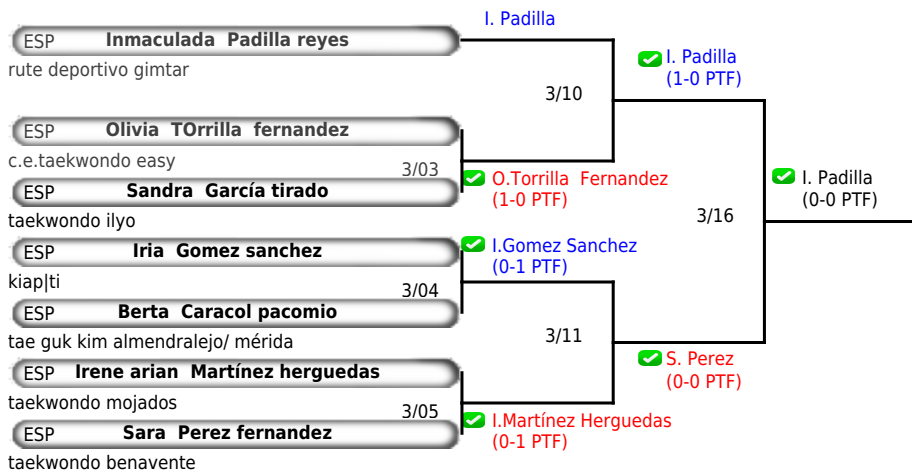 I. Padilla
ESP Inmaculada Padilla reyes
rute deportivo gimtar
I. Padilla
(1-0 PTF)
3/10
ESP Olivia TOrrilla fernandez
c.e.taekwondo easy
3/03
O.Torrilla Fernandez
(1-0 PTF)
ESP Sandra García tirado
taekwondo ilyo
I. Padilla
(0-0 PTF)
3/16
ESP Iria Gomez sanchez
kiap|ti
I.Gomez Sanchez
(0-1 PTF)
3/04
ESP Berta Caracol pacomio
tae guk kim almendralejo/ mérida
3/11
S. Perez
(0-0 PTF)
ESP Irene arian Martínez herguedas
taekwondo mojados
3/05
I.Martínez Herguedas
(0-1 PTF)
ESP Sara Perez fernandez
taekwondo benavente